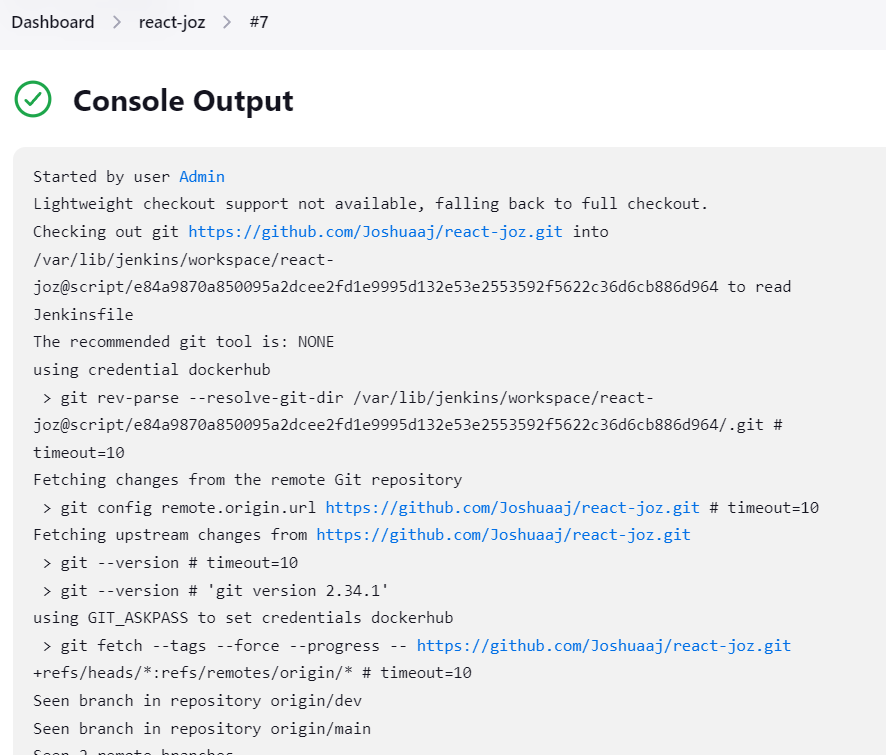 Dashboard > react-joz > #7
Console Output
Started by user Admin
Lightweight checkout support not available, falling back to full checkout.
Checking out git https://github.com/Joshuaaj/react-joz.git into
/var/lib/jenkins/workspace/react-
joz@script/e84a9870a850095a2dcee2fd1e9995d132e53e2553592f5622c36d6cb886d964 to read
Jenkinsfile
The recommended git tool is: NONE
using credential dockerhub
> git rev-parse --resolve-git-dir /var/lib/jenkins/workspace/react-
joz@script/e84a9870a850095a2dcee2fd1e9995d132e53e2553592f5622c36d6cb886d964/.git #
timeout=10
Fetching changes from the remote Git repository
> git config remote.origin.url https://github.com/Joshuaaj/react-joz.git # timeout=10
Fetching upstream changes from https://github.com/Joshuaaj/react-joz.git
> git --version # timeout=10
> git --version # 'git version 2.34.1'
using GIT_ASKPASS to set credentials dockerhub
> git fetch --tags --force --progress -- https://github.com/Joshuaaj/react-joz.git
+refs/heads/*:refs/remotes/origin/* # timeout=10
Seen branch in repository origin/dev
Seen branch in repository origin/main
Seen 2 remote branches